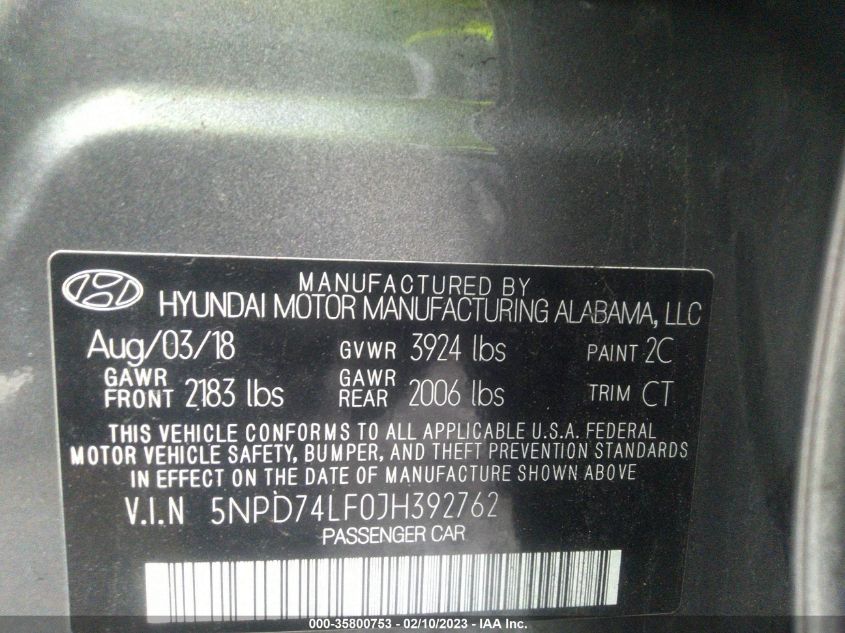 MANUFACTURED BY
HYUNDAI MOTOR MANUFACTURING ALABAMA, LLC
Aug/03/18 GVWR 3924 lbs PAINT 2C
GAWR FRONT 2183 lbs GAWR REAR 2006 lbs TRIM CT
THIS VEHICLE CONFORMS TO ALL APPLICABLE U.S.A. FEDERAL
MOTOR VEHICLE SAFETY, BUMPER, AND THEFT PREVENTION STANDARDS
IN EFFECT ON THE DATE OF MANUFACTURE SHOWN ABOVE
V.I.N 5NPD74LF0JH392762
PASSENGER CAR
000-35800753 - 02/10/2023 - IAA Inc.